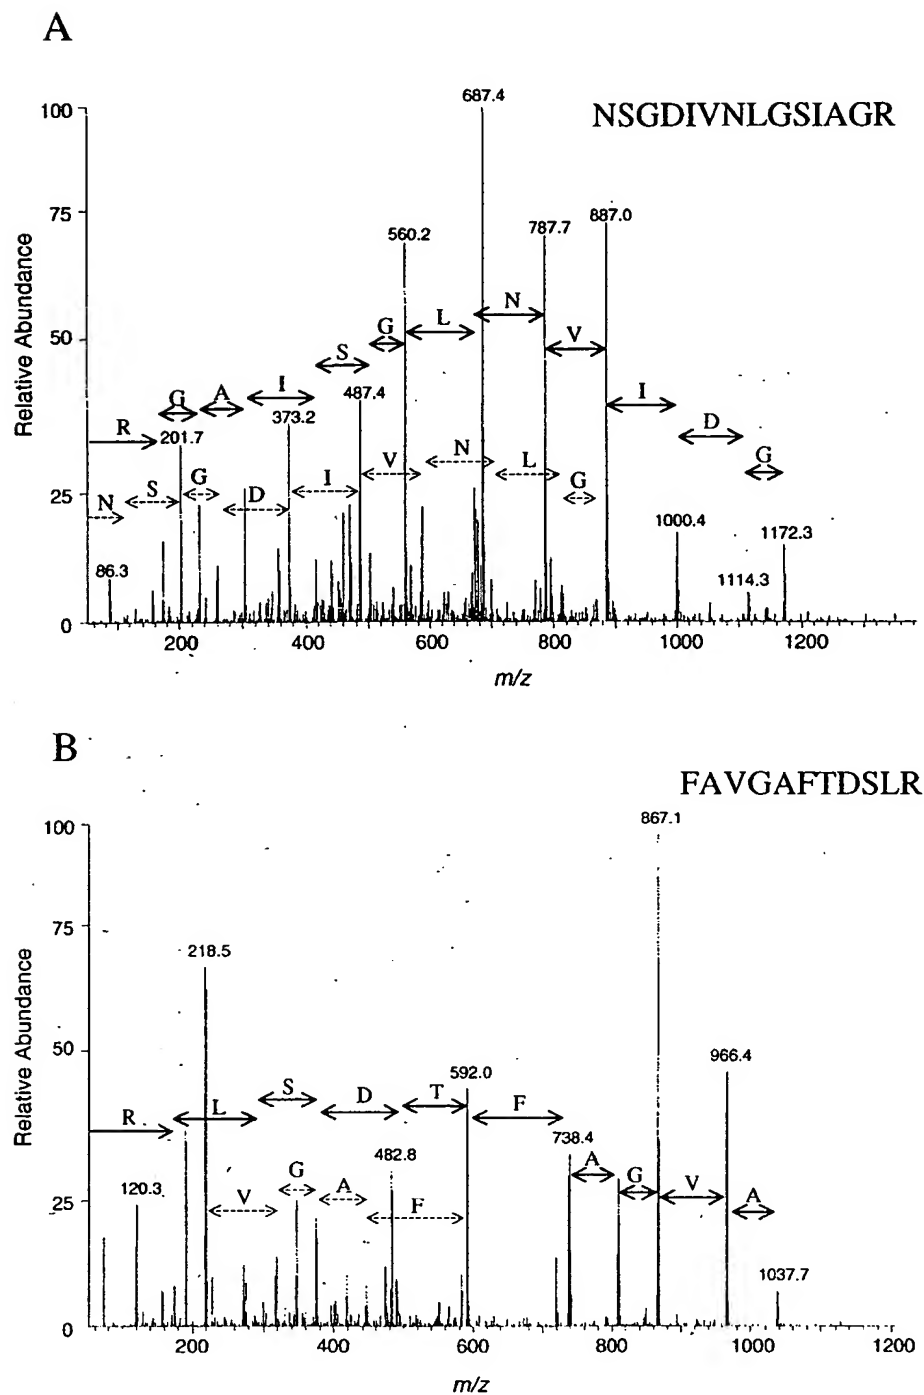 A
687.4
100
NSGDIVNLGSIAGR
75
560.2
787.7
887.0
Relative Abundance
50
N
L
G
V
S
I
A
G
R
201.7
373.2
487.4
I
D
G
N
S
G
D
I
V
N
L
G
25
86.3
1000.4
1114.3
1172.3
0
200
400
600
800
1000
1200
m/z
B
FAVGAFTDSLR
100
867.1
75
218.5
Relative Abundance
50
592.0
966.4
R
L
S
D
T
F
738.4
A
G
V
A
482.8
120.3
V
G
A
F
25
1037.7
0
200
400
600
800
1000
1200
m/z